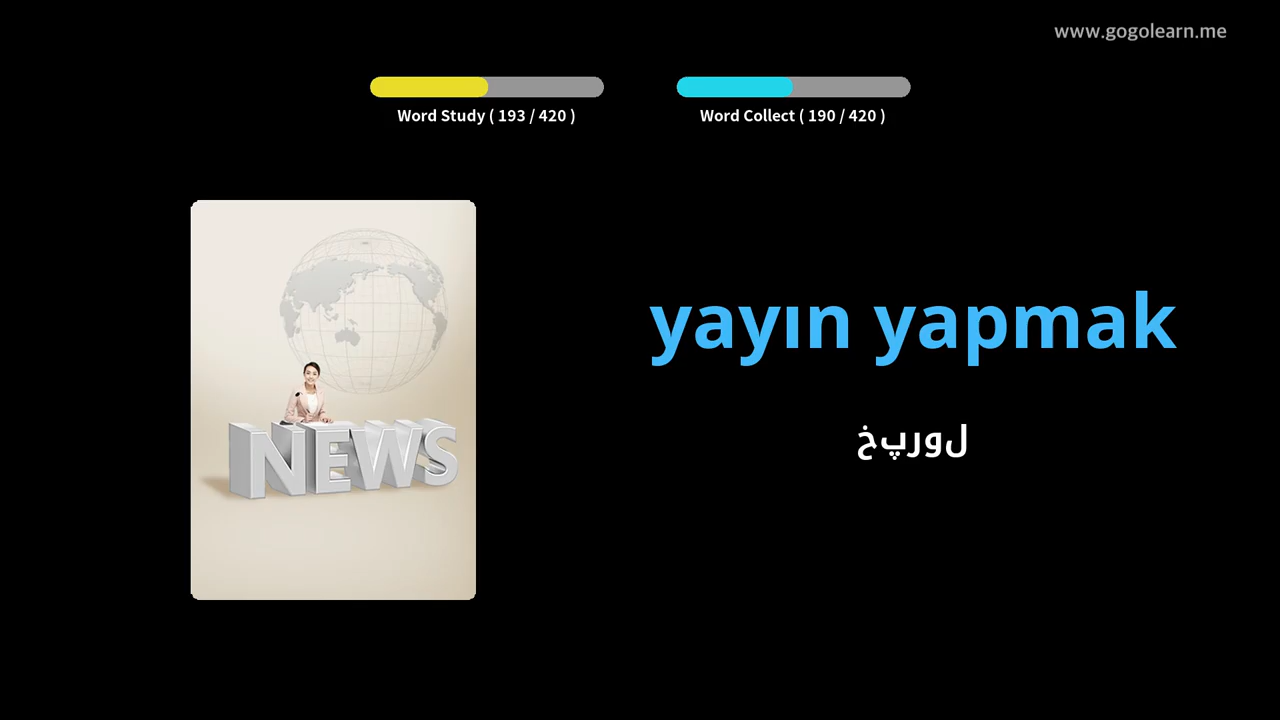 www.gogolearn.me
Word Study ( 193 / 420 )
Word Collect ( 190 / 420 )
NEWS
yayın yapmak
لورپخ